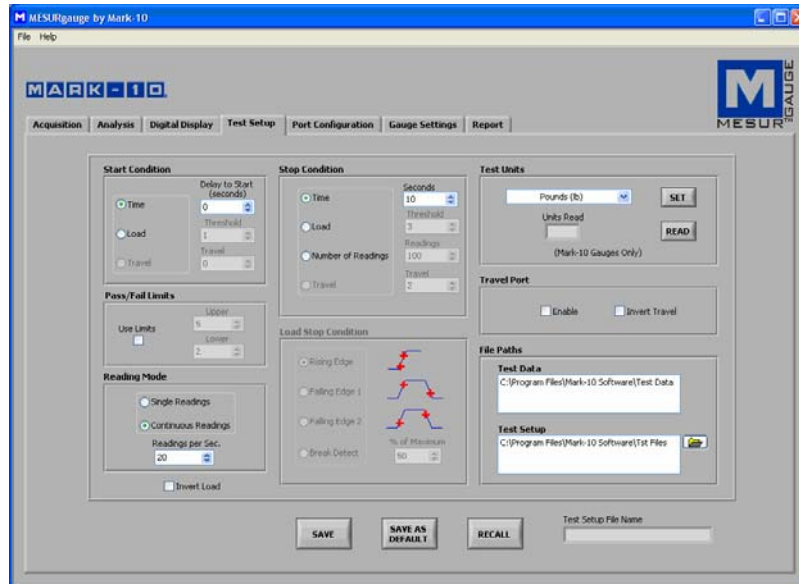 MESURgauge by Mark-10
File Help
MARK-10
M
MESUR
GAUGE
Acquisition Analysis Digital Display Test Setup Port Configuration Gauge Settings Report
Start Condition
Delay to Start
(seconds)
Time
0
Load
Threshold
1
Travel
Travel
0
Pass/Fail Limits
Use Limits
Upper
Lower
2
Reading Mode
Single Readings
Continuous Readings
Readings per Sec.
20
Invert Load
Stop Condition
Time
Seconds
10
Load
Threshold
3
Number of Readings
Readings
100
Travel
Travel
2
Load Stop Condition
Rising Edge
Falling Edge 1
Falling Edge 2
Break Detect
% of Maximum
Test Units
Pounds (lb)
SET
Units Read
READ
(Mark-10 Gauges Only)
Travel Port
Enable
Invert Travel
File Paths
Test Data
C:\Program Files\Mark-10 Software\Test Data
Test Setup
C:\Program Files\Mark-10 Software\Tst Files
SAVE
SAVE AS
DEFAULT
RECALL
Test Setup File Name